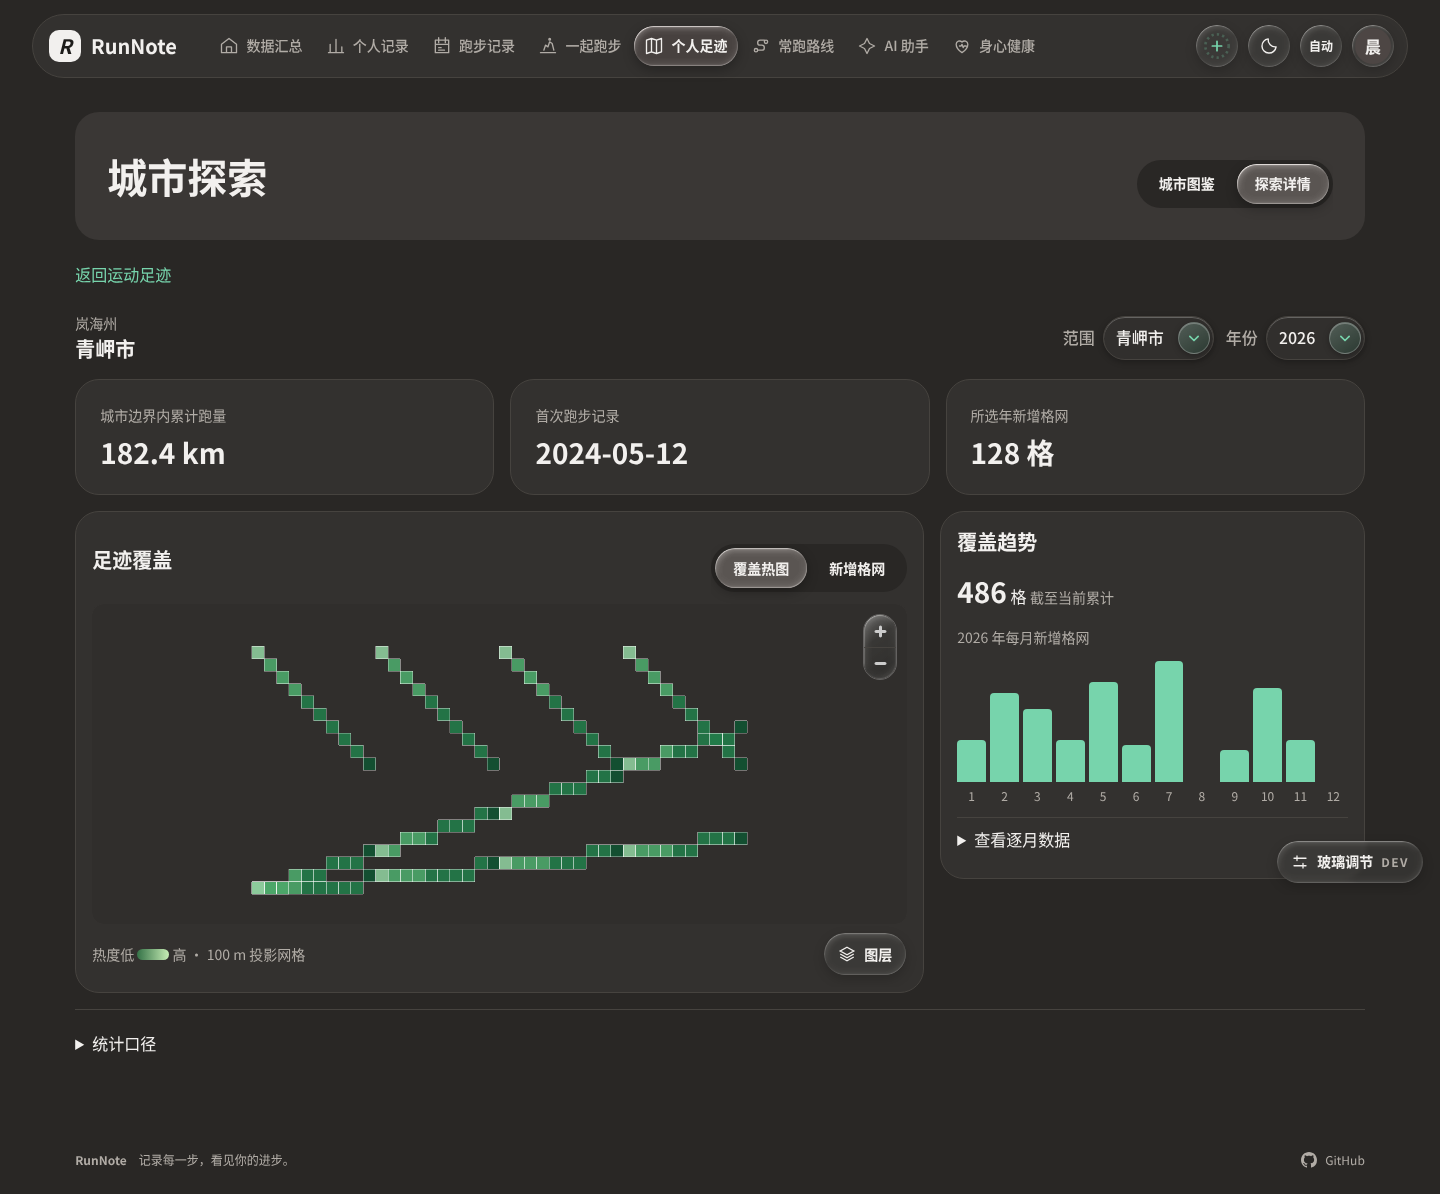 R RunNote 数据汇总 个人记录 跑步记录 一起跑步 个人足迹 常跑路线 AI 助手 身心健康 自动 晨
城市探索
城市图鉴 探索详情
返回运动足迹
岚海州
青岬市
范围 青岬市 年份 2026
城市边界内累计跑量
182.4 km
首次跑步记录
2024-05-12
所选年新增格网
128 格
足迹覆盖
覆盖热图 新增格网
+
−
热度低 高 · 100 m 投影网格
图层
覆盖趋势
486 格 截至当前累计
2026 年每月新增格网
1 2 3 4 5 6 7 8 9 10 11 12
查看逐月数据
玻璃调节 DEV
统计口径
RunNote 记录每一步，看见你的进步。
GitHub